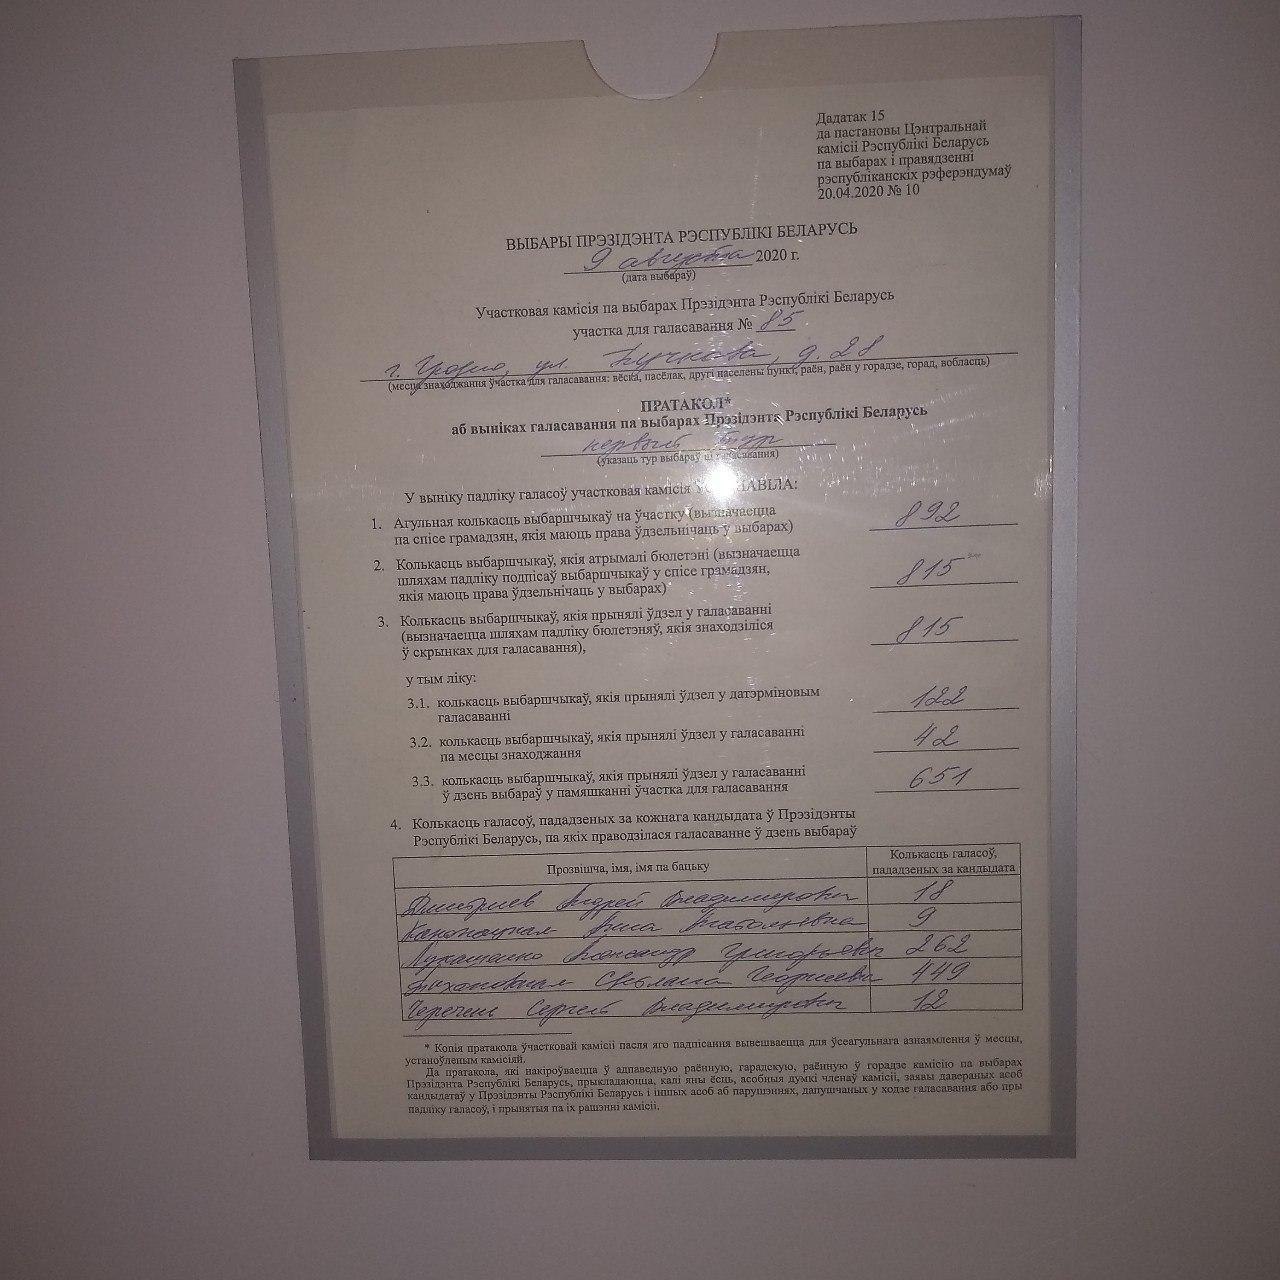 Дадатак 15
да пастановы Цэнтральнай
камісіі Рэспублікі Беларусь
па выбарах і правядзенні
рэспубліканскіх рэферэндумаў
20.04.2020 № 10
ВЫБАРЫ ПРЭЗІДЭНТА РЭСПУБЛІКІ БЕЛАРУСЬ
9 августа 2020 г.
(дата выбараў)
Участковая камісія па выбарах Прэзідэнта Рэспублікі Беларусь
участка для галасавання № 85
г. Гродно, ул. д. 28
(месца знаходжання ўчастка для галасавання: вёска, пасёлак, другі населены пункт, раён, раён у горадзе, горад, вобласць)
ПРАТАКОЛ*
аб выніках галасавання па выбарах Прэзідэнта Рэспублікі Беларусь
первый тур
(указаць тур выбараў галасавання)
У выніку падліку галасоў участковая камісія
1. Агульная колькасць выбаршчыкаў на ўчастку (вызначаецца 892
па спісе грамадзян, якія маюць права ўдзельнічаць у выбарах)
2. Колькасць выбаршчыкаў, якія атрымалі бюлетэні (вызначаецца
шляхам падліку подпісаў выбаршчыкаў у спісе грамадзян, 815
якія маюць права ўдзельнічаць у выбарах)
3. Колькасць выбаршчыкаў, якія прынялі ўдзел у галасаванні
(вызначаецца шляхам падліку бюлетэняў, якія знаходзіліся 815
ў скрынках для галасавання),
у тым ліку:
3.1. колькасць выбаршчыкаў, якія прынялі ўдзел у датэрміновым 122
галасаванні
3.2. колькасць выбаршчыкаў, якія прынялі ўдзел у галасаванні 42
па месцы знаходжання
3.3. колькасць выбаршчыкаў, якія прынялі ўдзел у галасаванні 651
ў дзень выбараў у памяшканні ўчастка для галасавання
4. Колькасць галасоў, пададзеных за кожнага кандыдата ў Прэзідэнты
Рэспублікі Беларусь, па якіх праводзілася галасаванне ў дзень выбараў
Прозвішча, імя, імя па бацьку
Колькасць галасоў,
пададзеных за кандыдата
Дмитриев Андрей Владимирович 18
Канопацкая Анна Анатольевна 9
Лукашенко Александр Григорьевич 262
Тихановская Светлана Георгиевна 449
Черечень Сергей Владимирович 12
* Копія пратакола ўчастковай камісіі пасля яго падпісання вывешваецца для ўсеагульнага азнаямлення ў месцы,
устаноўленым камісіяй.
Да пратакола, які накіроўваецца ў адпаведную раённую, гарадскую, раённую ў горадзе камісію па выбарах
Прэзідэнта Рэспублікі Беларусь, прыкладаюцца, калі яны ёсць, асобныя думкі членаў камісіі, заявы давераных асоб
кандыдатаў у Прэзідэнты Рэспублікі Беларусь і іншых асоб аб парушэннях, дапушчаных у ходзе галасавання або пры
падліку галасоў, і прынятыя па іх рашэнні камісіі.